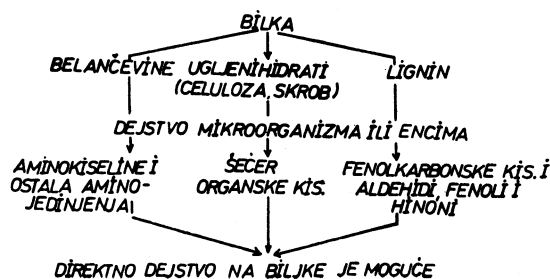 BILKA
BELANČEVINE UGLJENIHIDRATI LIGNIN
(CELULOZA, SKROB)
DEJSTVO MIKROORGANIZMA ILI ENCIMA
AMINOKISELINE I ŠEĆER FENOLKARBONSKE KIS. I
OSTALA AMINO- ORGANSKE KIS. ALDEHIDI, FENOLI I
JEDINJENJA HINONI
DIREKTNO DEJSTVO NA BILJKE JE MOGUĆE